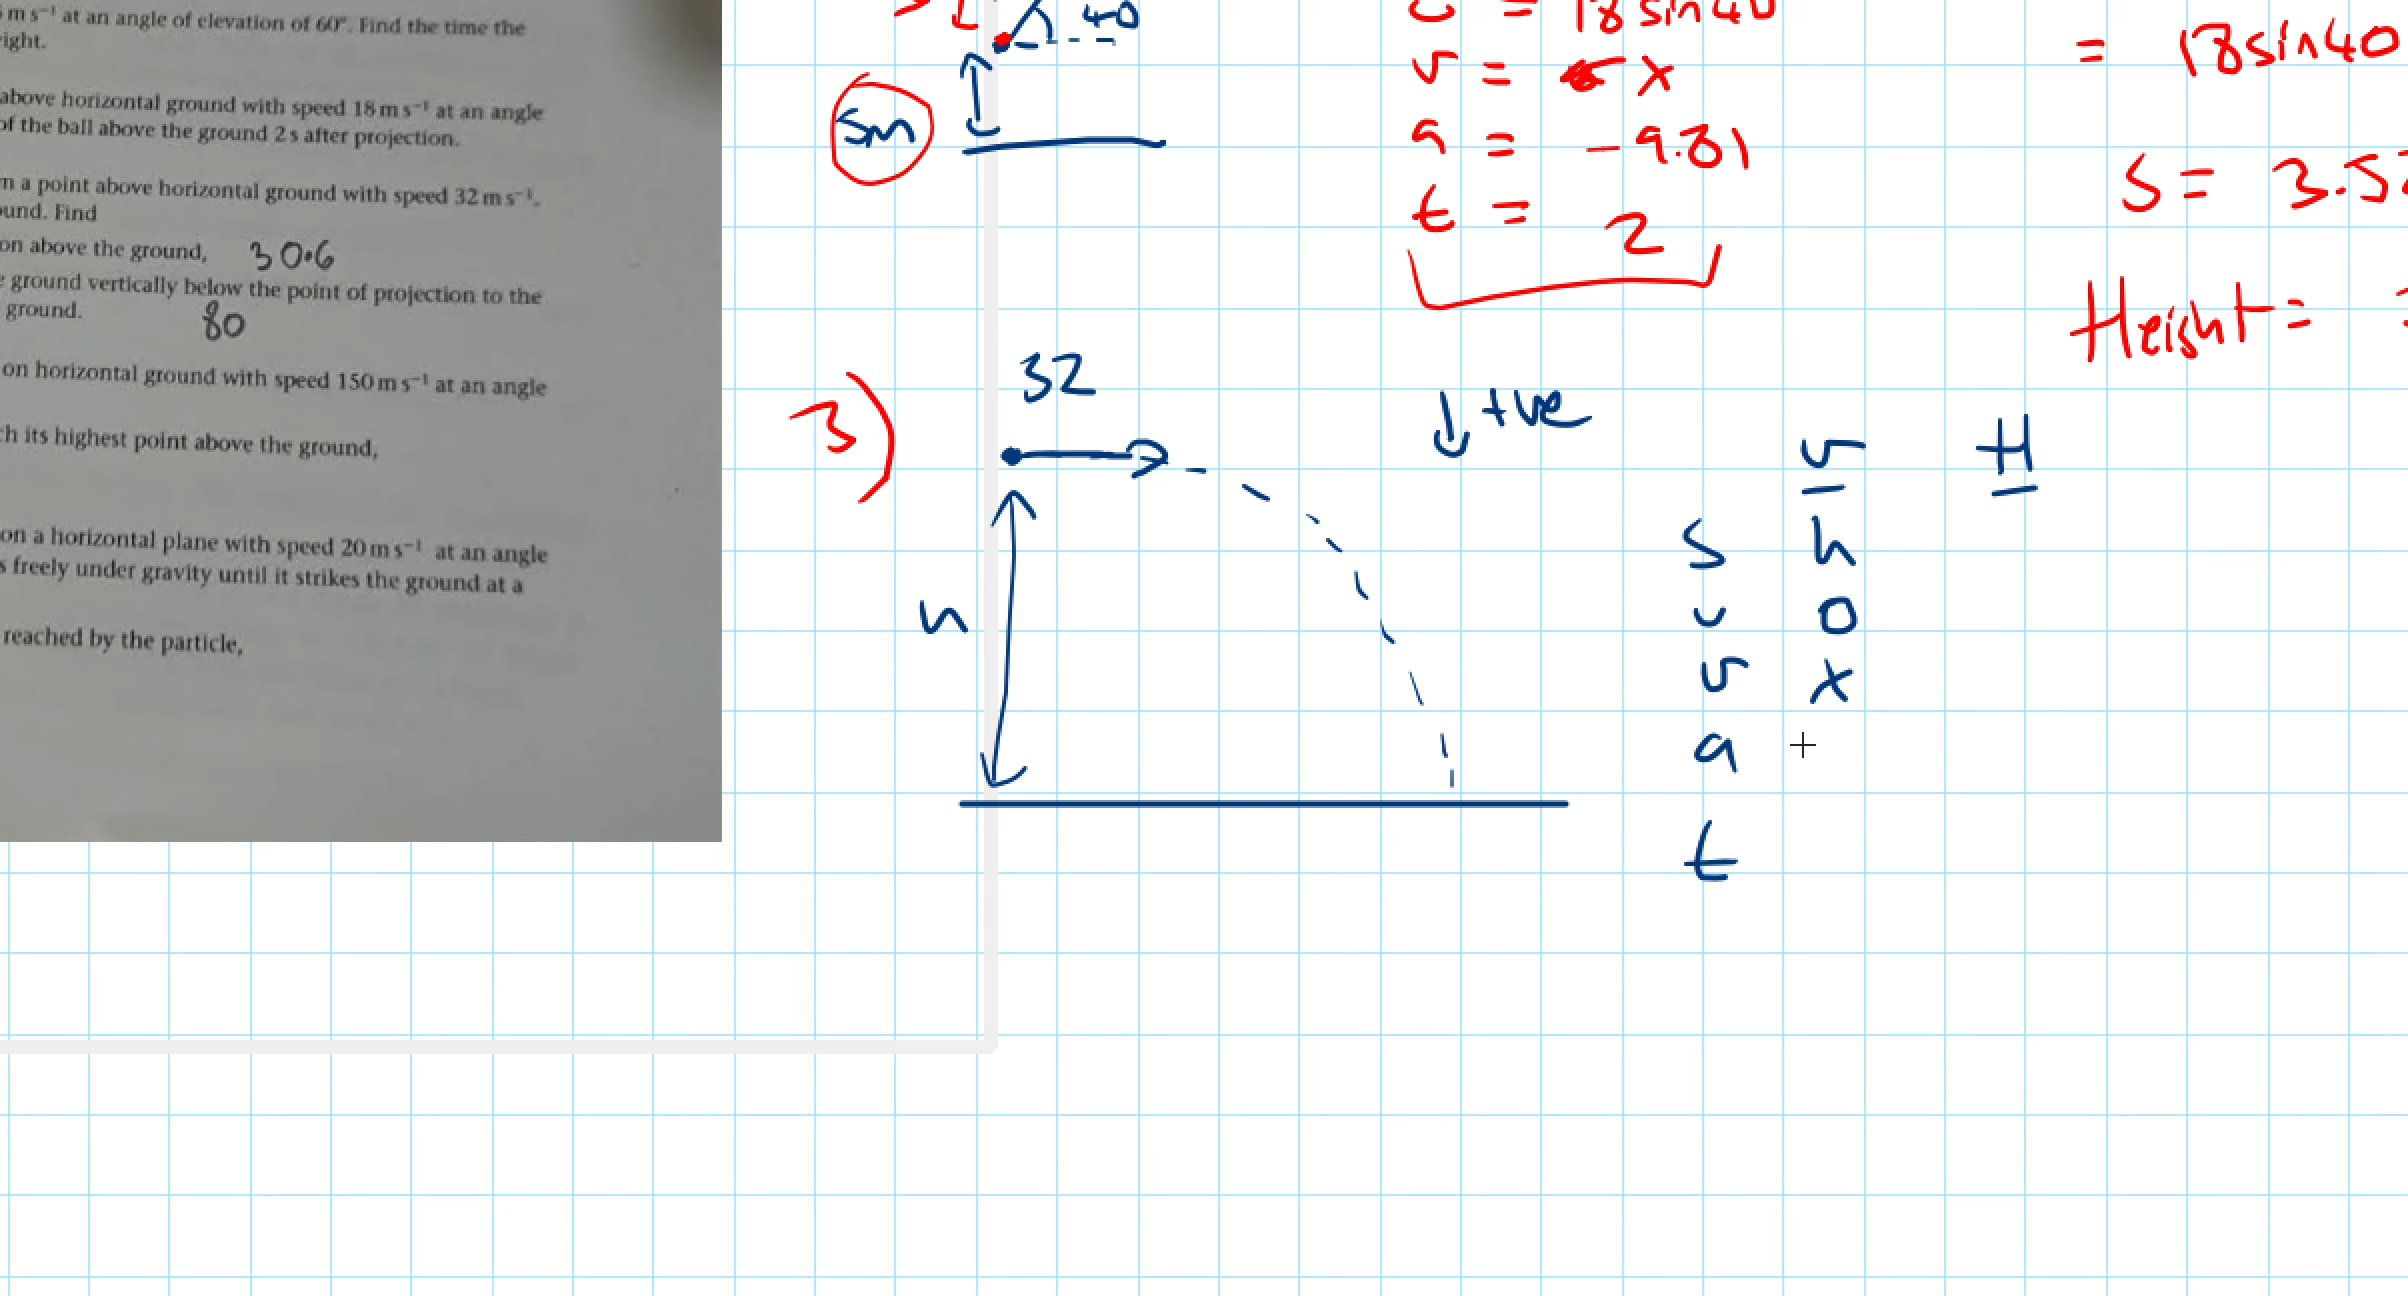 m s⁻¹ at an angle of elevation of 60°. Find the time the
ight.
above horizontal ground with speed 18 m s⁻¹ at an angle
of the ball above the ground 2 s after projection.
a point above horizontal ground with speed 32 m s⁻¹.
und. Find
on above the ground, 30.6
ground vertically below the point of projection to the
ground. 80
on horizontal ground with speed 150 m s⁻¹ at an angle
h its highest point above the ground,
on a horizontal plane with speed 20 m s⁻¹ at an angle
s freely under gravity until it strikes the ground at a
reached by the particle,
40
5m
u = 18sin40
v = x
a = -9.81
t = 2
= 18sin40
s = 3.5
Height =
3)
32
↓ +ve
h
v H
s h
u 0
v x
a
t